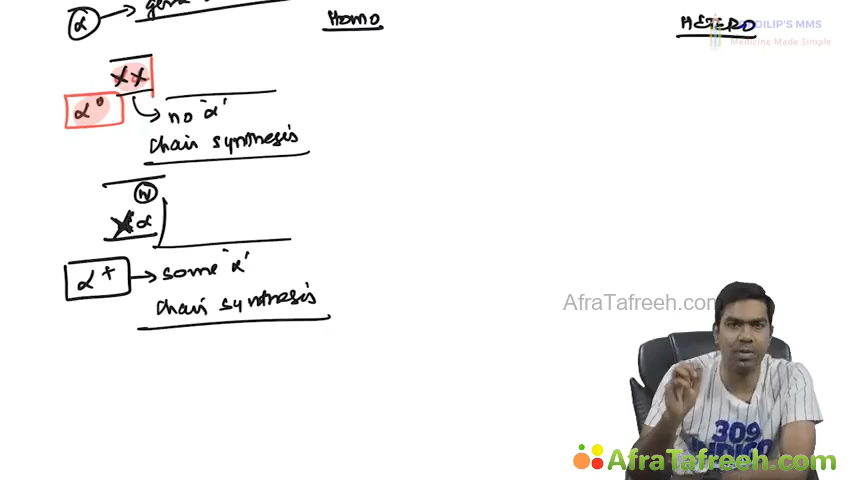 α → gene
Homo
HETERO
DILIP'S MMS
Medicine Made Simple
XX
α° → no 'α'
chain synthesis
N
X α
α+ → some 'α'
chain synthesis
AfraTafreeh.com
309
AfraTafreeh.com